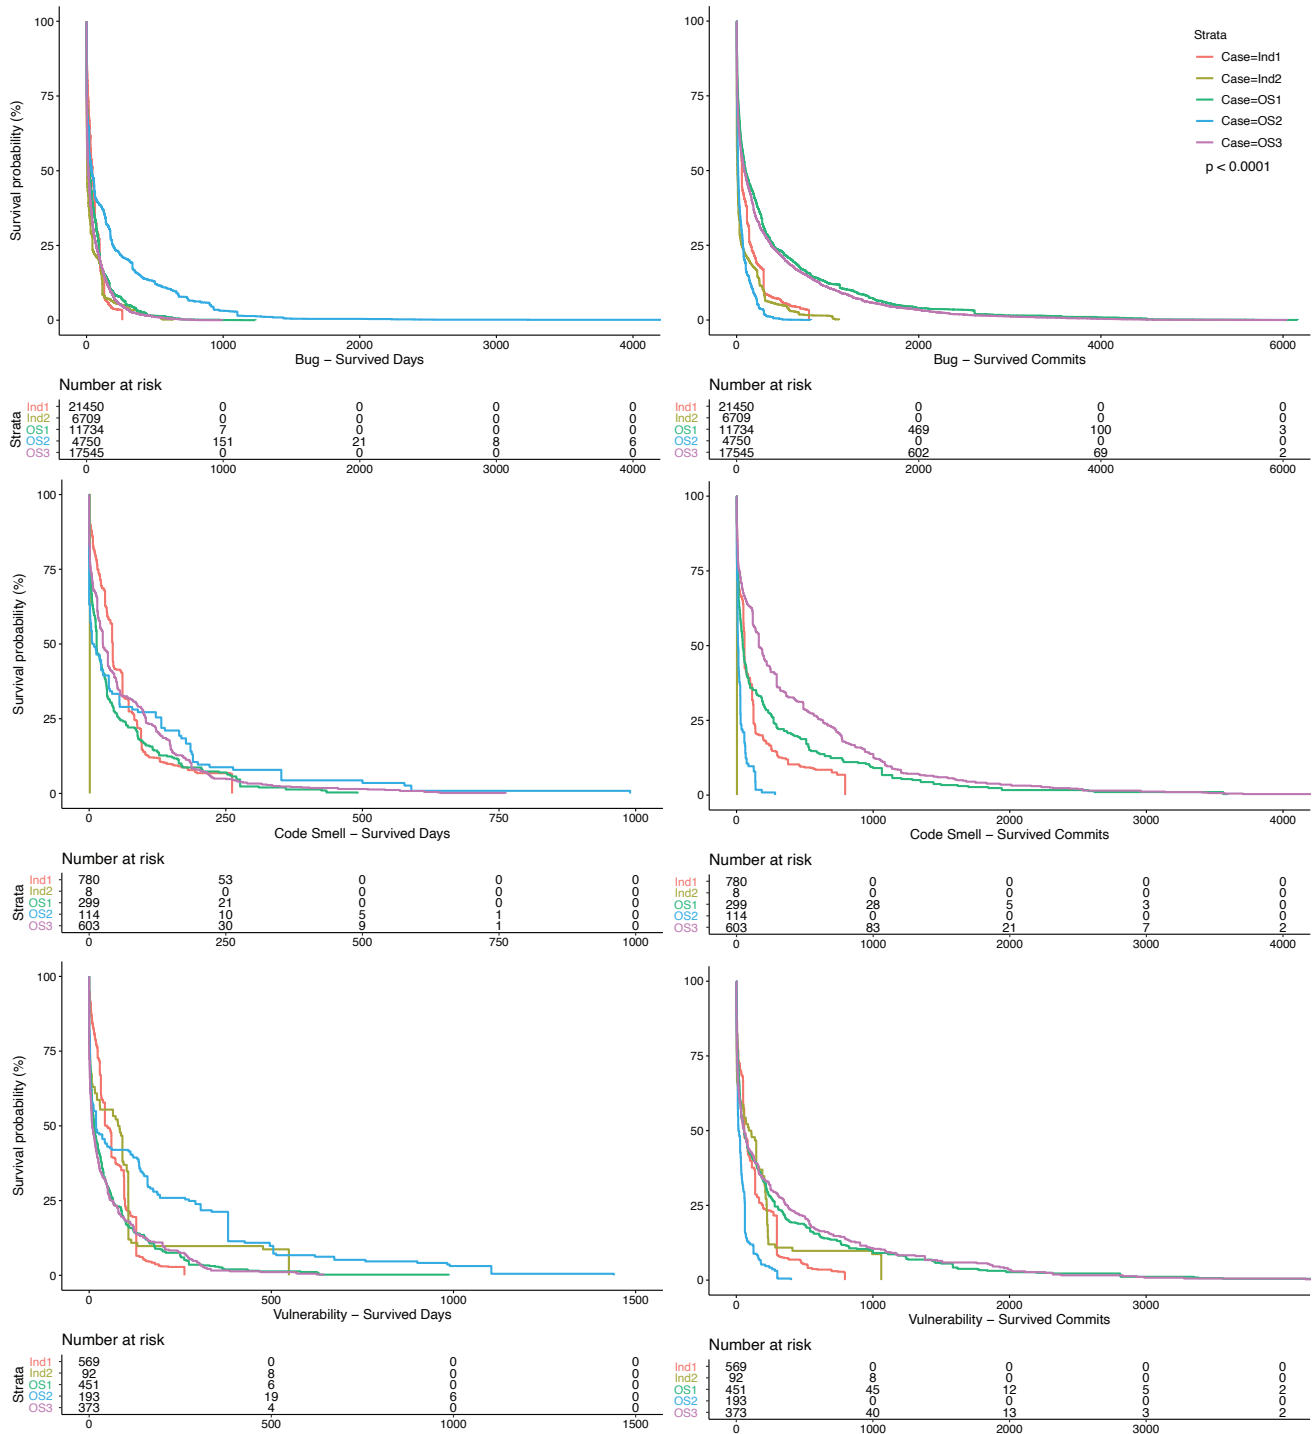 100
75
50
25
0
Survival probability (%)
0 1000 2000 3000 4000
Bug – Survived Days
Number at risk
Strata
Ind1 21450 0 0 0 0
Ind2 6709 0 0 0 0
OS1 11734 7 0 0 0
OS2 4750 151 21 8 6
OS3 17545 0 0 0 0
0 1000 2000 3000 4000
100
75
50
25
0
Strata
Case=Ind1
Case=Ind2
Case=OS1
Case=OS2
Case=OS3
p < 0.0001
0 2000 4000 6000
Bug – Survived Commits
Number at risk
Ind1 21450 0 0 0
Ind2 6709 0 0 0
OS1 11734 469 100 3
OS2 4750 0 0 0
OS3 17545 602 69 2
0 2000 4000 6000
100
75
50
25
0
Survival probability (%)
0 250 500 750 1000
Code Smell – Survived Days
Number at risk
Strata
Ind1 780 53 0 0 0
Ind2 8 0 0 0 0
OS1 299 21 0 0 0
OS2 114 10 5 1 0
OS3 603 30 9 1 0
0 250 500 750 1000
100
75
50
25
0
0 1000 2000 3000 4000
Code Smell – Survived Commits
Number at risk
Ind1 780 0 0 0 0
Ind2 8 0 0 0 0
OS1 299 28 5 3 0
OS2 114 0 0 0 0
OS3 603 83 21 7 2
0 1000 2000 3000 4000
100
75
50
25
0
Survival probability (%)
0 500 1000 1500
Vulnerability – Survived Days
Number at risk
Strata
Ind1 569 0 0 0
Ind2 92 8 0 0
OS1 451 6 0 0
OS2 193 19 6 0
OS3 373 4 0 0
0 500 1000 1500
100
75
50
25
0
0 1000 2000 3000
Vulnerability – Survived Commits
Number at risk
Ind1 569 0 0 0 0
Ind2 92 8 0 0 0
OS1 451 45 12 5 2
OS2 193 0 0 0 0
OS3 373 40 13 3 2
0 1000 2000 3000